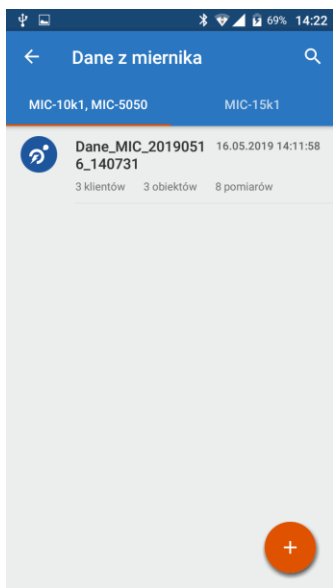 69% 14:22
Dane z miernika
MIC-10k1, MIC-5050 MIC-15k1
Dane_MIC_2019051 16.05.2019 14:11:58
6_140731
3 klientów 3 obiektów 8 pomiarów